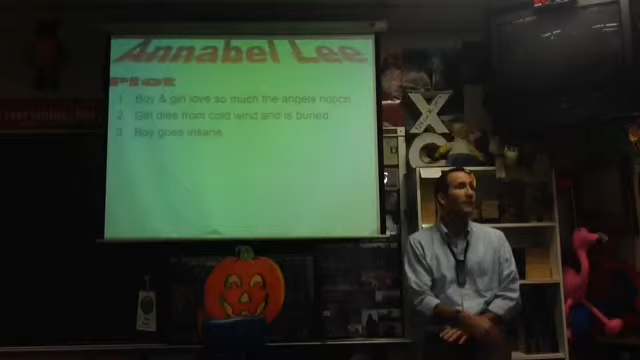 Annabel Lee
Plot
1. Boy & girl love so much the angels notice.
2. Girl dies from cold wind and is buried.
3. Boy goes insane.
X
C